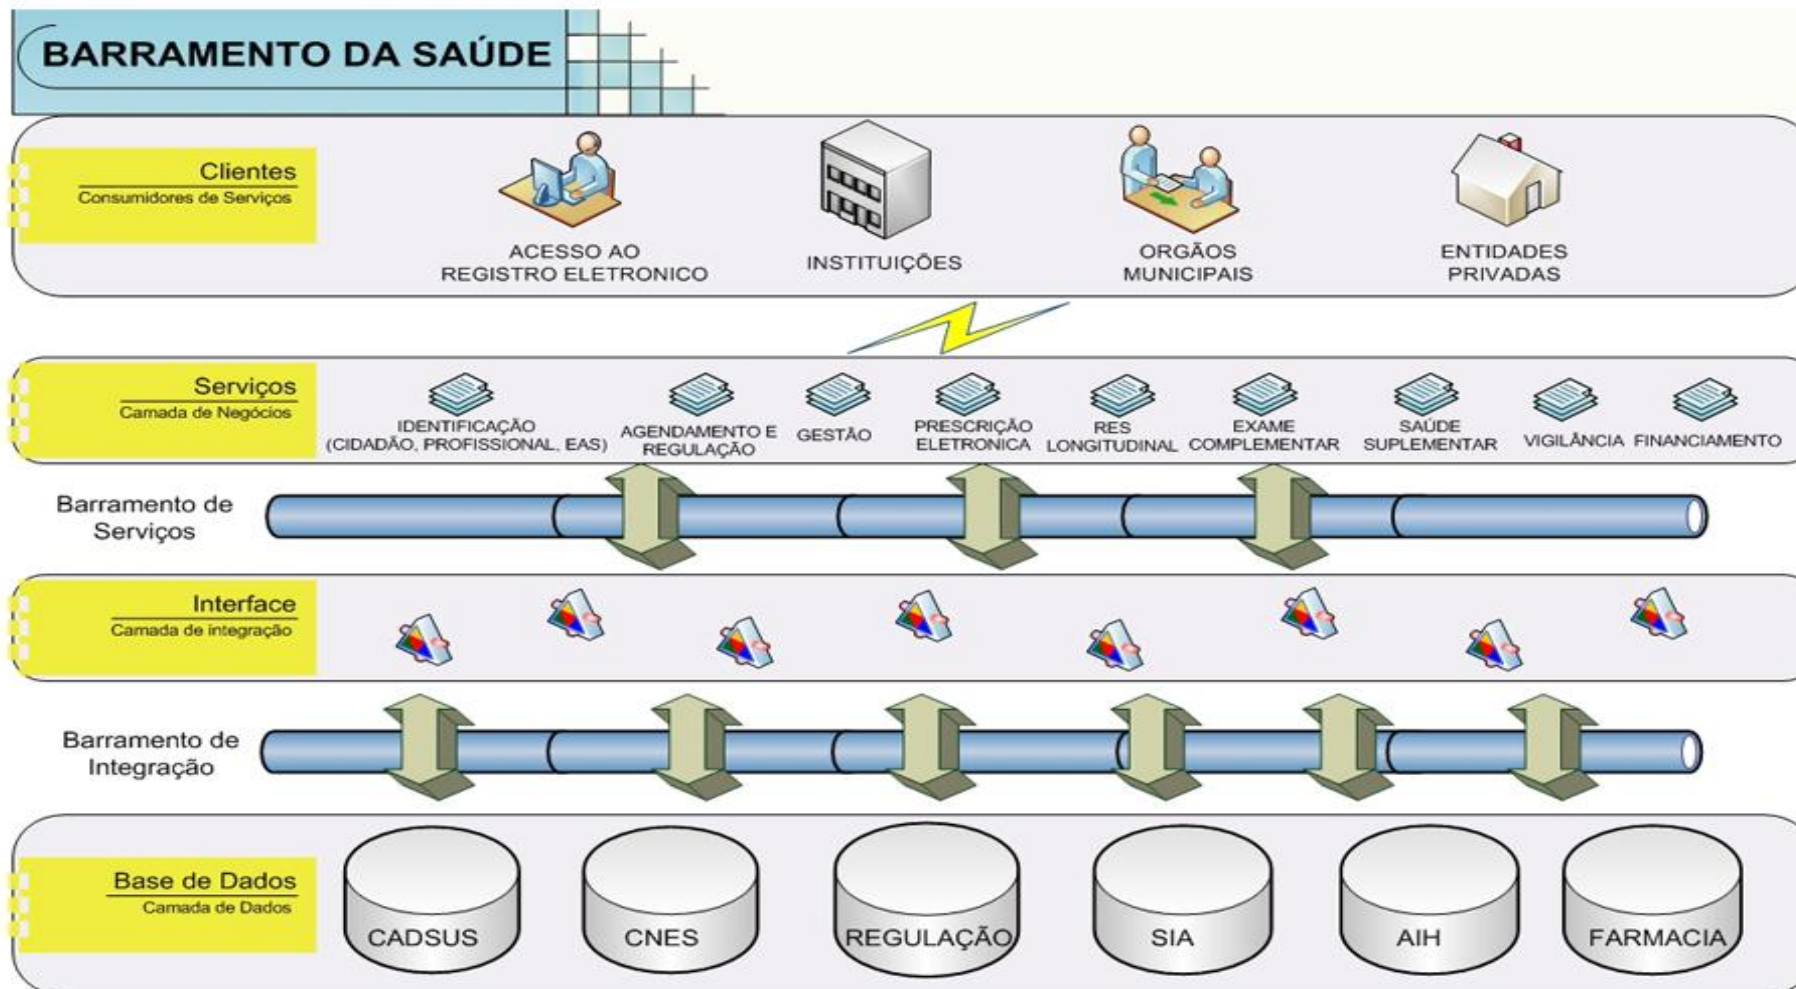 BARRAMENTO DA SAÚDE
Clientes
Consumidores de Serviços
ACESSO AO
REGISTRO ELETRONICO
INSTITUIÇÕES
ORGÃOS
MUNICIPAIS
ENTIDADES
PRIVADAS
Serviços
Camada de Negócios
IDENTIFICAÇÃO
(CIDADÃO, PROFISSIONAL, EAS)
AGENDAMENTO E
REGULAÇÃO
GESTÃO
PRESCRIÇÃO
ELETRONICA
RES
LONGITUDINAL
EXAME
COMPLEMENTAR
SAÚDE
SUPLEMENTAR
VIGILÂNCIA
FINANCIAMENTO
Barramento de
Serviços
Interface
Camada de integração
Barramento de
Integração
Base de Dados
Camada de Dados
CADSUS
CNES
REGULAÇÃO
SIA
AIH
FARMACIA